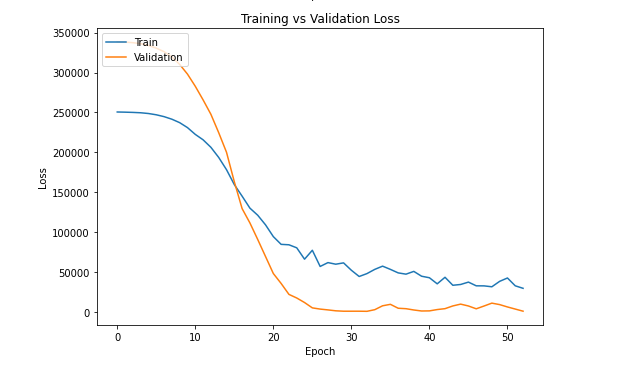 Training vs Validation Loss
350000
300000
250000
200000
150000
100000
50000
0
Loss
Train
Validation
0 10 20 30 40 50
Epoch